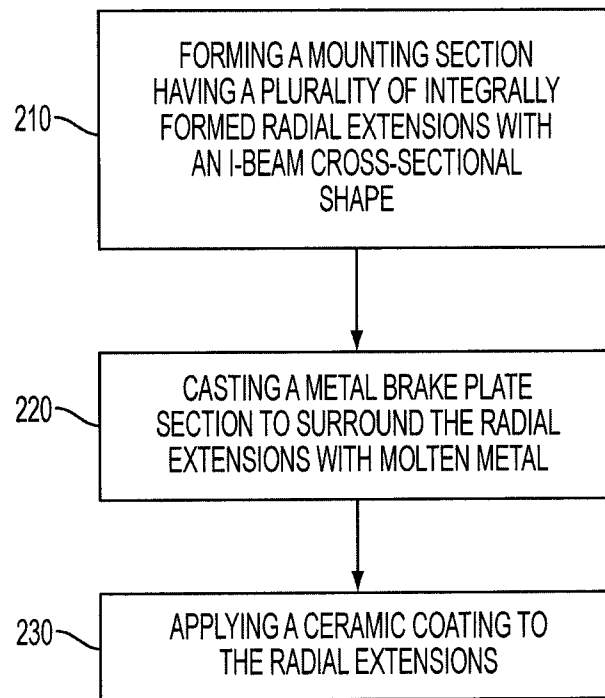 FORMING A MOUNTING SECTION
HAVING A PLURALITY OF INTEGRALLY
210
FORMED RADIAL EXTENSIONS WITH
AN I-BEAM CROSS-SECTIONAL
SHAPE
CASTING A METAL BRAKE PLATE
220
SECTION TO SURROUND THE RADIAL
EXTENSIONS WITH MOLTEN METAL
230
APPLYING A CERAMIC COATING TO
THE RADIAL EXTENSIONS